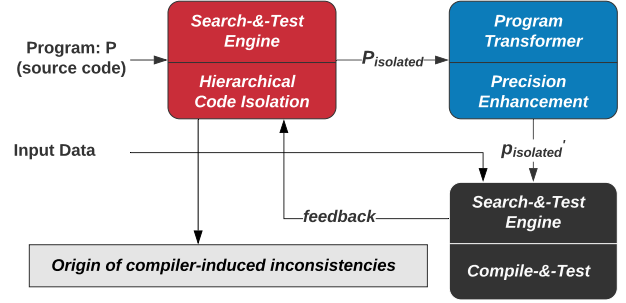 Program: P
(source code)
Search-&-Test
Engine
Hierarchical
Code Isolation
Pisolated
Program
Transformer
Precision
Enhancement
Input Data
pisolated'
feedback
Search-&-Test
Engine
Compile-&-Test
Origin of compiler-induced inconsistencies